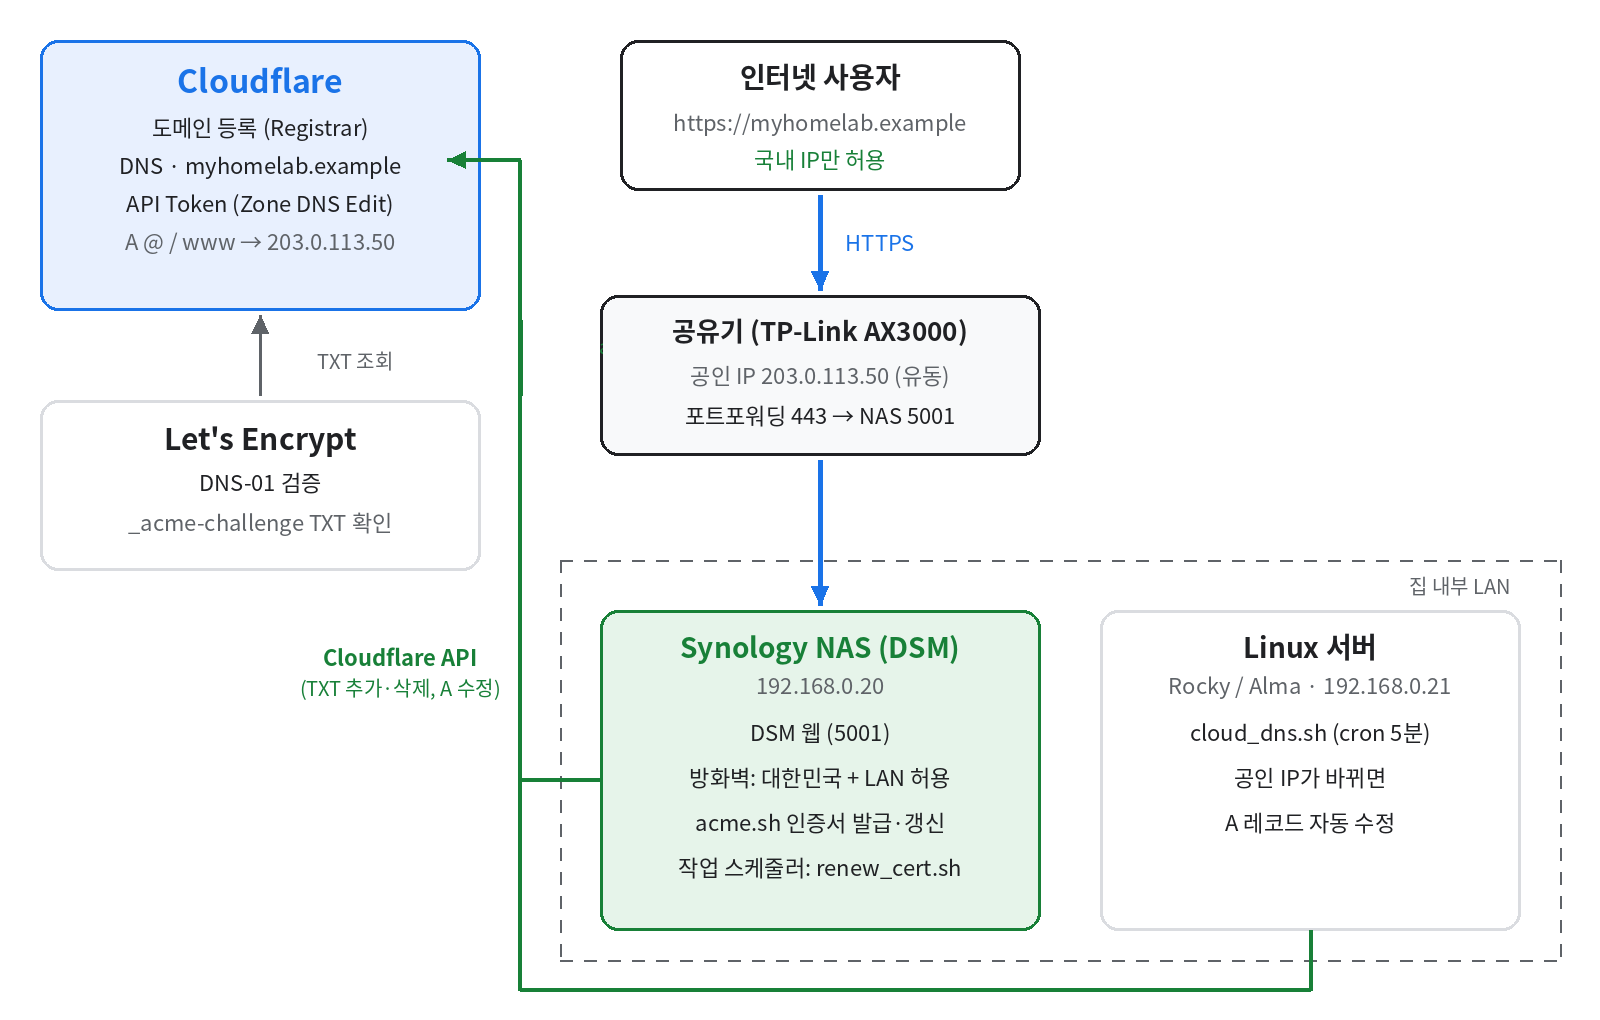 Cloudflare
도메인 등록 (Registrar)
DNS · myhomelab.example
API Token (Zone DNS Edit)
A @ / www → 203.0.113.50
인터넷 사용자
https://myhomelab.example
국내 IP만 허용
HTTPS
공유기 (TP-Link AX3000)
공인 IP 203.0.113.50 (유동)
포트포워딩 443 → NAS 5001
TXT 조회
Let's Encrypt
DNS-01 검증
_acme-challenge TXT 확인
Cloudflare API
(TXT 추가·삭제, A 수정)
집 내부 LAN
Synology NAS (DSM)
192.168.0.20
DSM 웹 (5001)
방화벽: 대한민국 + LAN 허용
acme.sh 인증서 발급·갱신
작업 스케줄러: renew_cert.sh
Linux 서버
Rocky / Alma · 192.168.0.21
cloud_dns.sh (cron 5분)
공인 IP가 바뀌면
A 레코드 자동 수정